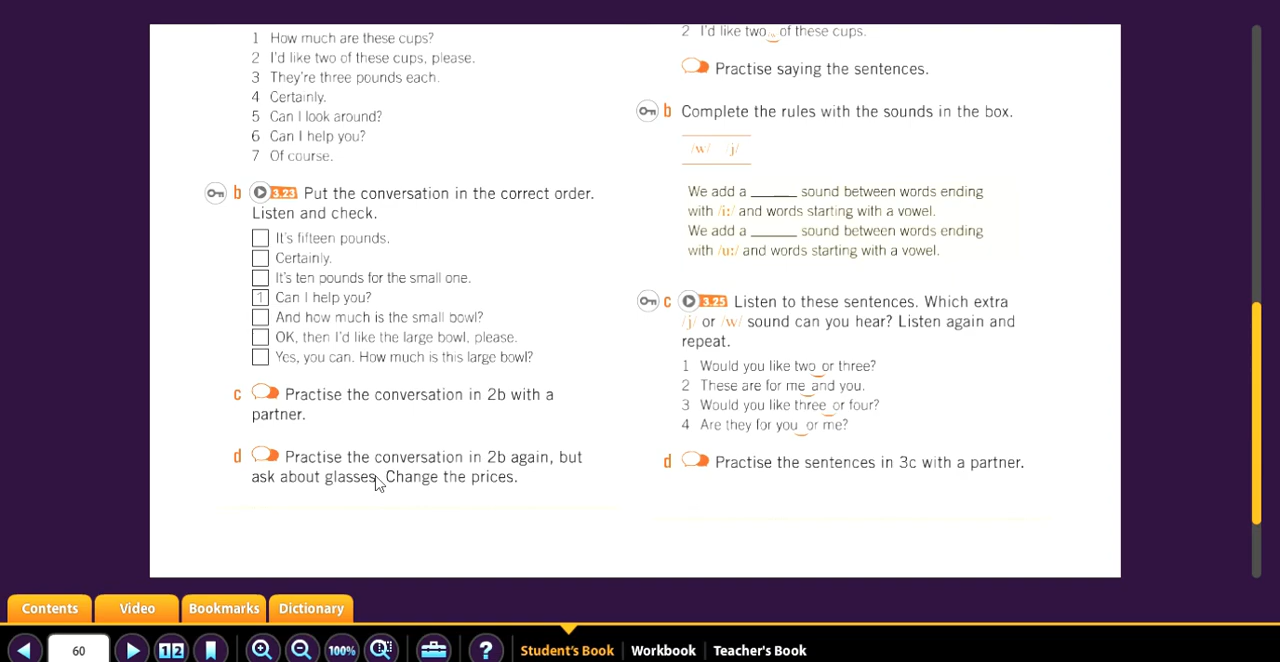 1 How much are these cups?
2 I'd like two of these cups, please.
3 They're three pounds each.
4 Certainly.
5 Can I look around?
6 Can I help you?
7 Of course.
b 3.23 Put the conversation in the correct order.
Listen and check.
It's fifteen pounds.
Certainly.
It's ten pounds for the small one.
1 Can I help you?
And how much is the small bowl?
OK, then I'd like the large bowl, please.
Yes, you can. How much is this large bowl?
c Practise the conversation in 2b with a
partner.
d Practise the conversation in 2b again, but
ask about glasses. Change the prices.
2 I'd like two /w/ of these cups.
Practise saying the sentences.
b Complete the rules with the sounds in the box.
/w/ /j/
We add a ______ sound between words ending
with /iː/ and words starting with a vowel.
We add a ______ sound between words ending
with /uː/ and words starting with a vowel.
c 3.25 Listen to these sentences. Which extra
/j/ or /w/ sound can you hear? Listen again and
repeat.
1 Would you like two or three?
2 These are for me and you.
3 Would you like three or four?
4 Are they for you or me?
d Practise the sentences in 3c with a partner.
Contents Video Bookmarks Dictionary
60 1 2 100% ? Student's Book Workbook Teacher's Book